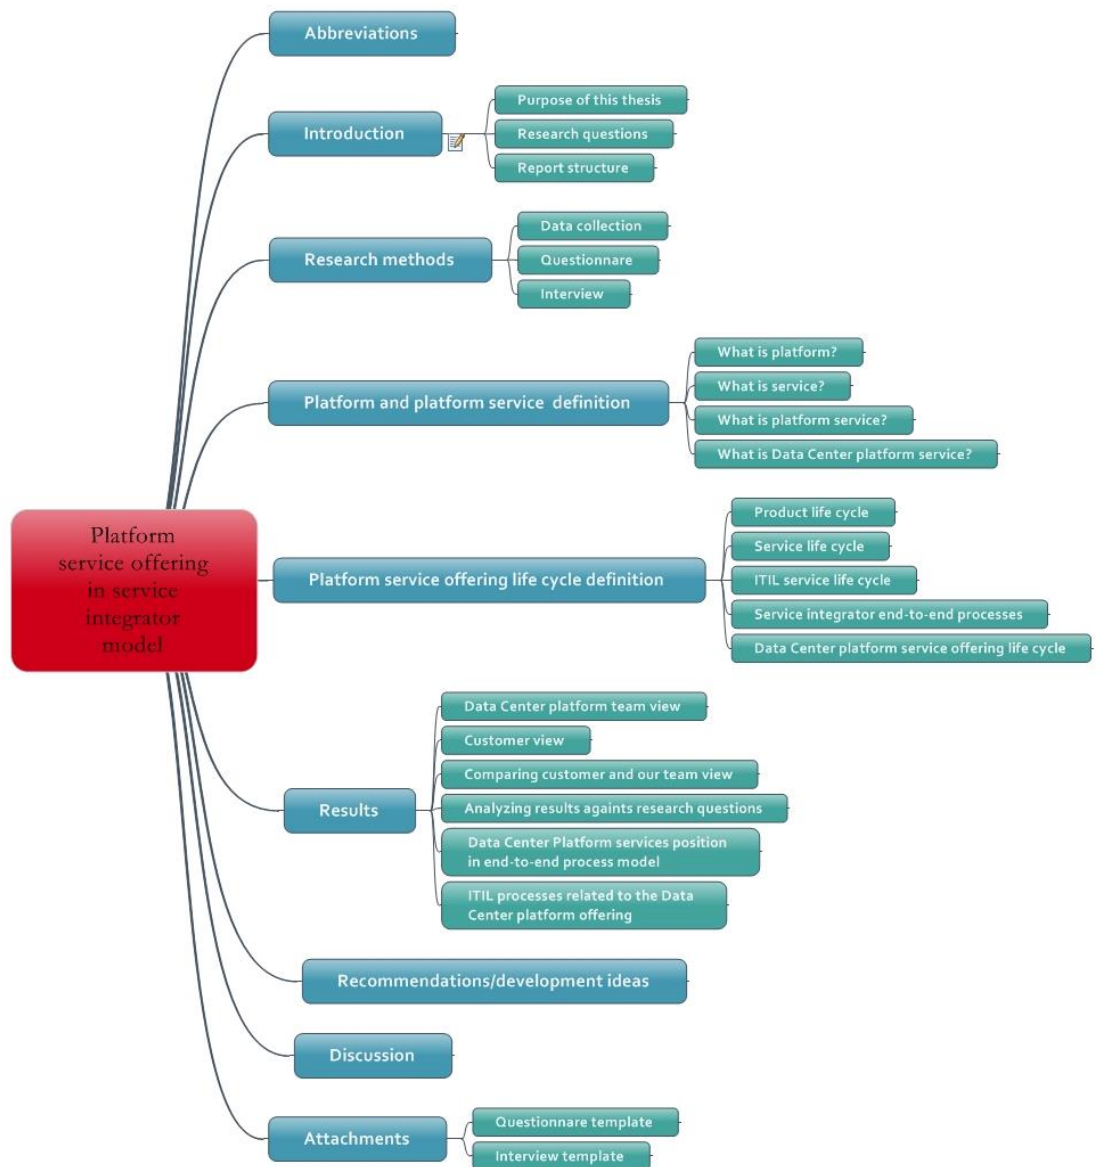 Platform
service offering
in service
integrator
model
Abbreviations
Introduction
Purpose of this thesis
Research questions
Report structure
Research methods
Data collection
Questionnare
Interview
Platform and platform service definition
What is platform?
What is service?
What is platform service?
What is Data Center platform service?
Platform service offering life cycle definition
Product life cycle
Service life cycle
ITIL service life cycle
Service integrator end-to-end processes
Data Center platform service offering life cycle
Results
Data Center platform team view
Customer view
Comparing customer and our team view
Analyzing results againts research questions
Data Center Platform services position
in end-to-end process model
ITIL processes related to the Data
Center platform offering
Recommendations/development ideas
Discussion
Attachments
Questionnare template
Interview template